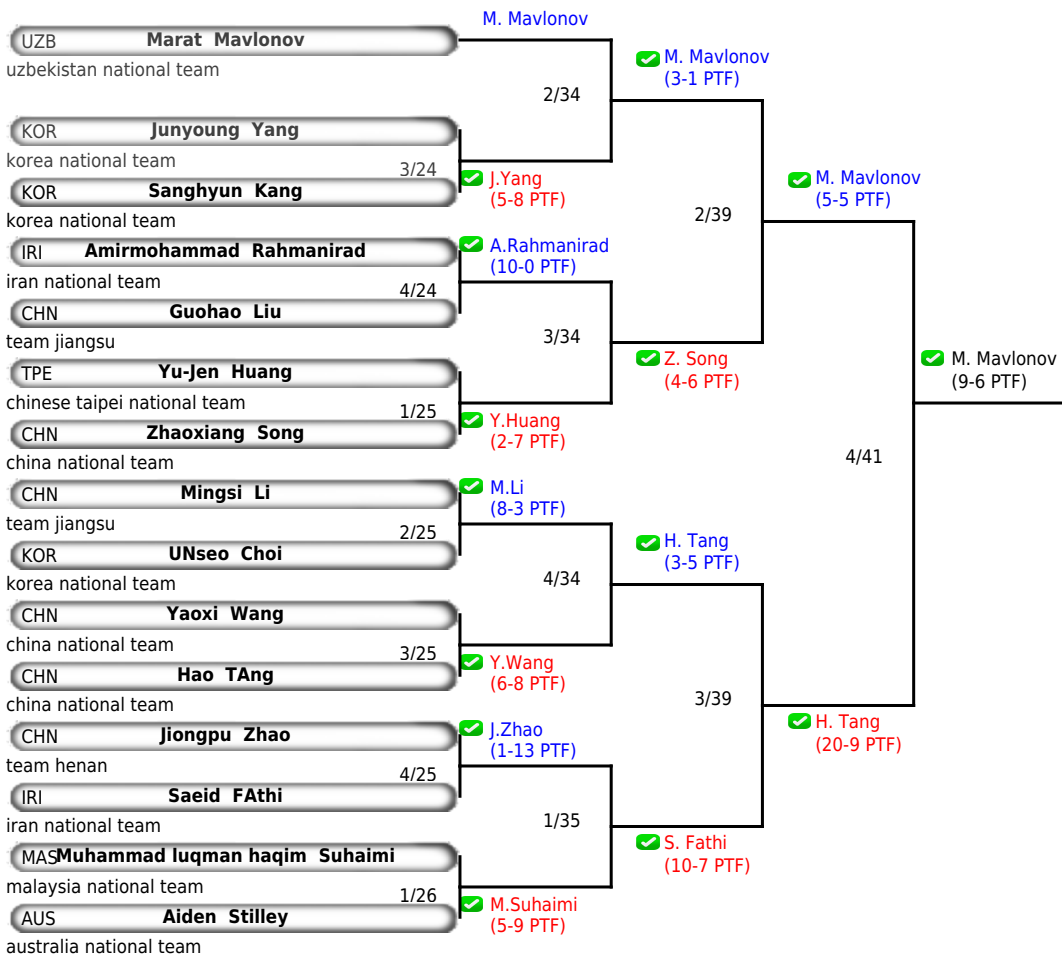 M. Mavlonov
UZB Marat Mavlonov
uzbekistan national team
M. Mavlonov
(3-1 PTF)
2/34
KOR Junyoung Yang
korea national team
3/24
J.Yang
(5-8 PTF)
KOR Sanghyun Kang
korea national team
M. Mavlonov
(5-5 PTF)
2/39
IRI Amirmohammad Rahmanirad
iran national team
A.Rahmanirad
(10-0 PTF)
4/24
CHN Guohao Liu
team jiangsu
3/34
Z. Song
(4-6 PTF)
M. Mavlonov
(9-6 PTF)
TPE Yu-Jen Huang
chinese taipei national team
1/25
Y.Huang
(2-7 PTF)
CHN Zhaoxiang Song
china national team
4/41
CHN Mingsi Li
team jiangsu
M.Li
(8-3 PTF)
2/25
KOR UNseo Choi
korea national team
H. Tang
(3-5 PTF)
4/34
CHN Yaoxi Wang
china national team
3/25
Y.Wang
(6-8 PTF)
CHN Hao TAng
china national team
3/39
H. Tang
(20-9 PTF)
CHN Jiongpu Zhao
team henan
J.Zhao
(1-13 PTF)
4/25
IRI Saeid FAthi
iran national team
1/35
S. Fathi
(10-7 PTF)
MAS Muhammad luqman haqim Suhaimi
malaysia national team
1/26
M.Suhaimi
(5-9 PTF)
AUS Aiden Stilley
australia national team